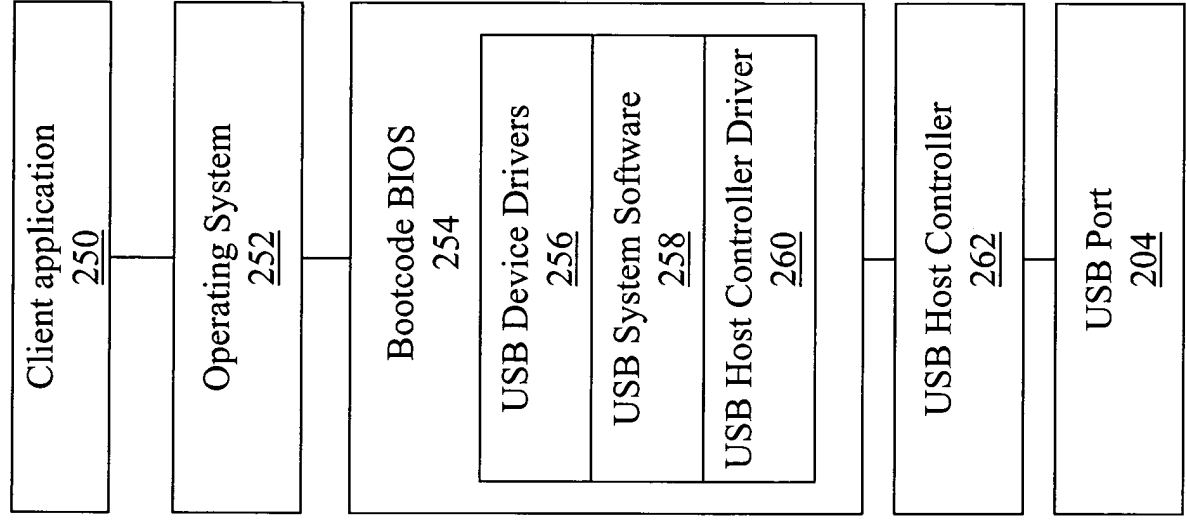 Client application
250
Operating System
252
Bootcode BIOS
254
USB Device Drivers
256
USB System Software
258
USB Host Controller Driver
260
USB Host Controller
262
USB Port
204